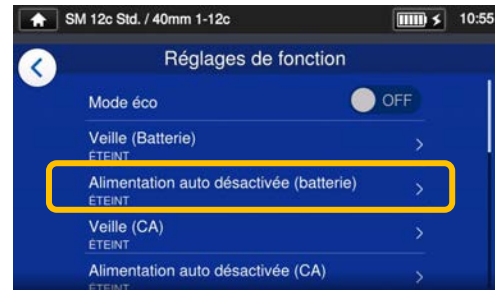 SM 12c Std. / 40mm 1-12c 10:55
Réglages de fonction
Mode éco OFF
Veille (Batterie)
ÉTEINT
Alimentation auto désactivée (batterie)
ÉTEINT
Veille (CA)
ÉTEINT
Alimentation auto désactivée (CA)
ÉTEINT